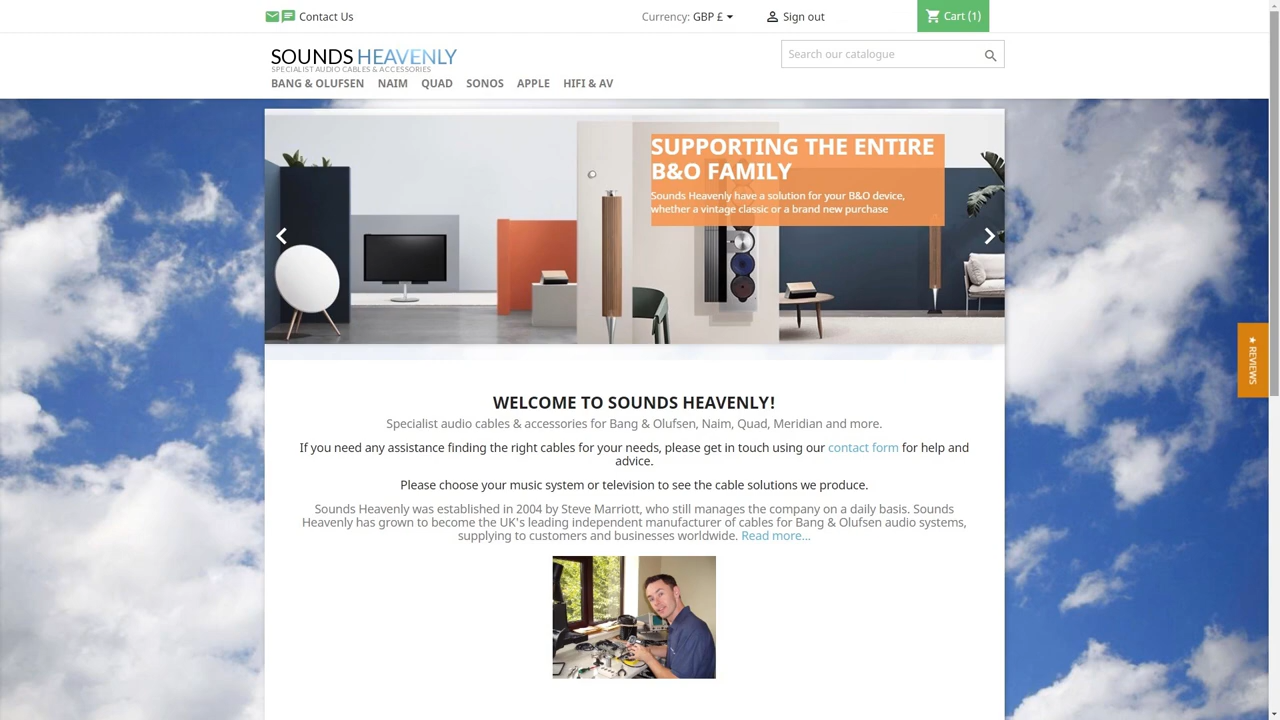 Contact Us
Currency: GBP £
Sign out
Cart (1)
SOUNDS HEAVENLY
SPECIALIST AUDIO CABLES & ACCESSORIES
Search our catalogue
BANG & OLUFSEN NAIM QUAD SONOS APPLE HIFI & AV
SUPPORTING THE ENTIRE
B&O FAMILY
Sounds Heavenly have a solution for your B&O device,
whether a vintage classic or a brand new purchase
★ REVIEWS
WELCOME TO SOUNDS HEAVENLY!
Specialist audio cables & accessories for Bang & Olufsen, Naim, Quad, Meridian and more.
If you need any assistance finding the right cables for your needs, please get in touch using our contact form for help and
advice.
Please choose your music system or television to see the cable solutions we produce.
Sounds Heavenly was established in 2004 by Steve Marriott, who still manages the company on a daily basis. Sounds
Heavenly has grown to become the UK's leading independent manufacturer of cables for Bang & Olufsen audio systems,
supplying to customers and businesses worldwide. Read more...